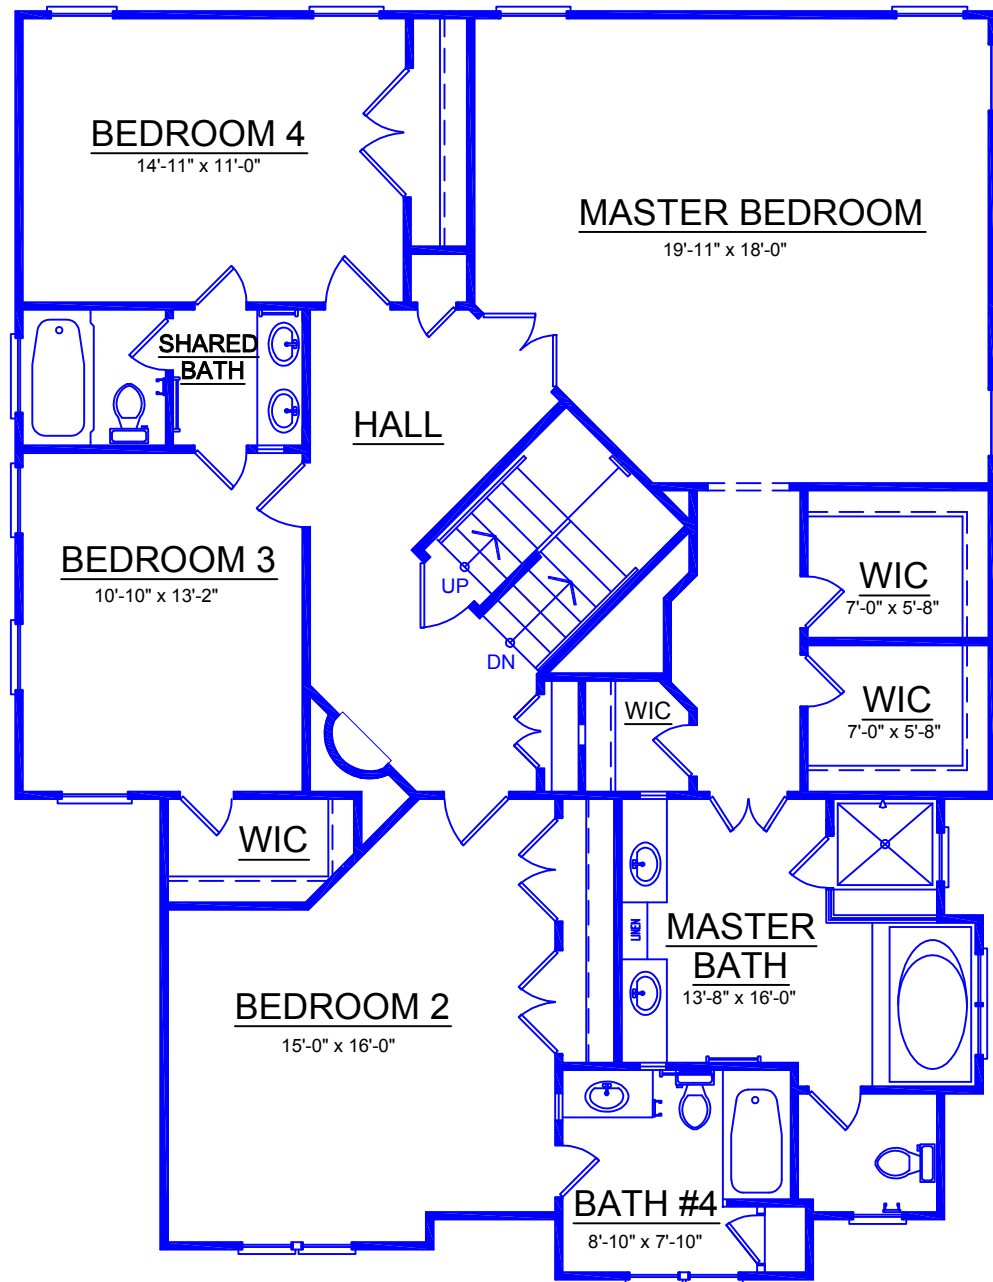 BEDROOM 4
14'-11" x 11'-0"
MASTER BEDROOM
19'-11" x 18'-0"
SHARED
BATH
HALL
BEDROOM 3
10'-10" x 13'-2"
UP
DN
WIC
7'-0" x 5'-8"
WIC
7'-0" x 5'-8"
WIC
WIC
LINEN
MASTER
BATH
13'-8" x 16'-0"
BEDROOM 2
15'-0" x 16'-0"
BATH #4
8'-10" x 7'-10"